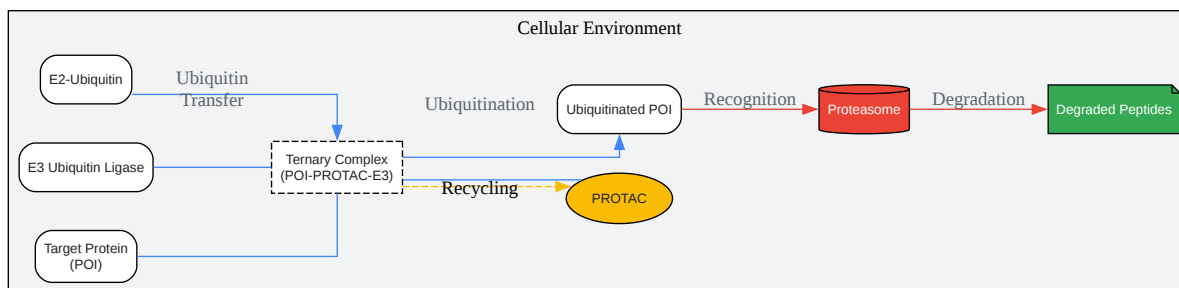 Cellular Environment
E2-Ubiquitin
Ubiquitin
Transfer
Ubiquitination
Ubiquitinated POI
Recognition
Proteasome
Degradation
Degraded Peptides
E3 Ubiquitin Ligase
Ternary Complex
(POI-PROTAC-E3)
Recycling
PROTAC
Target Protein
(POI)